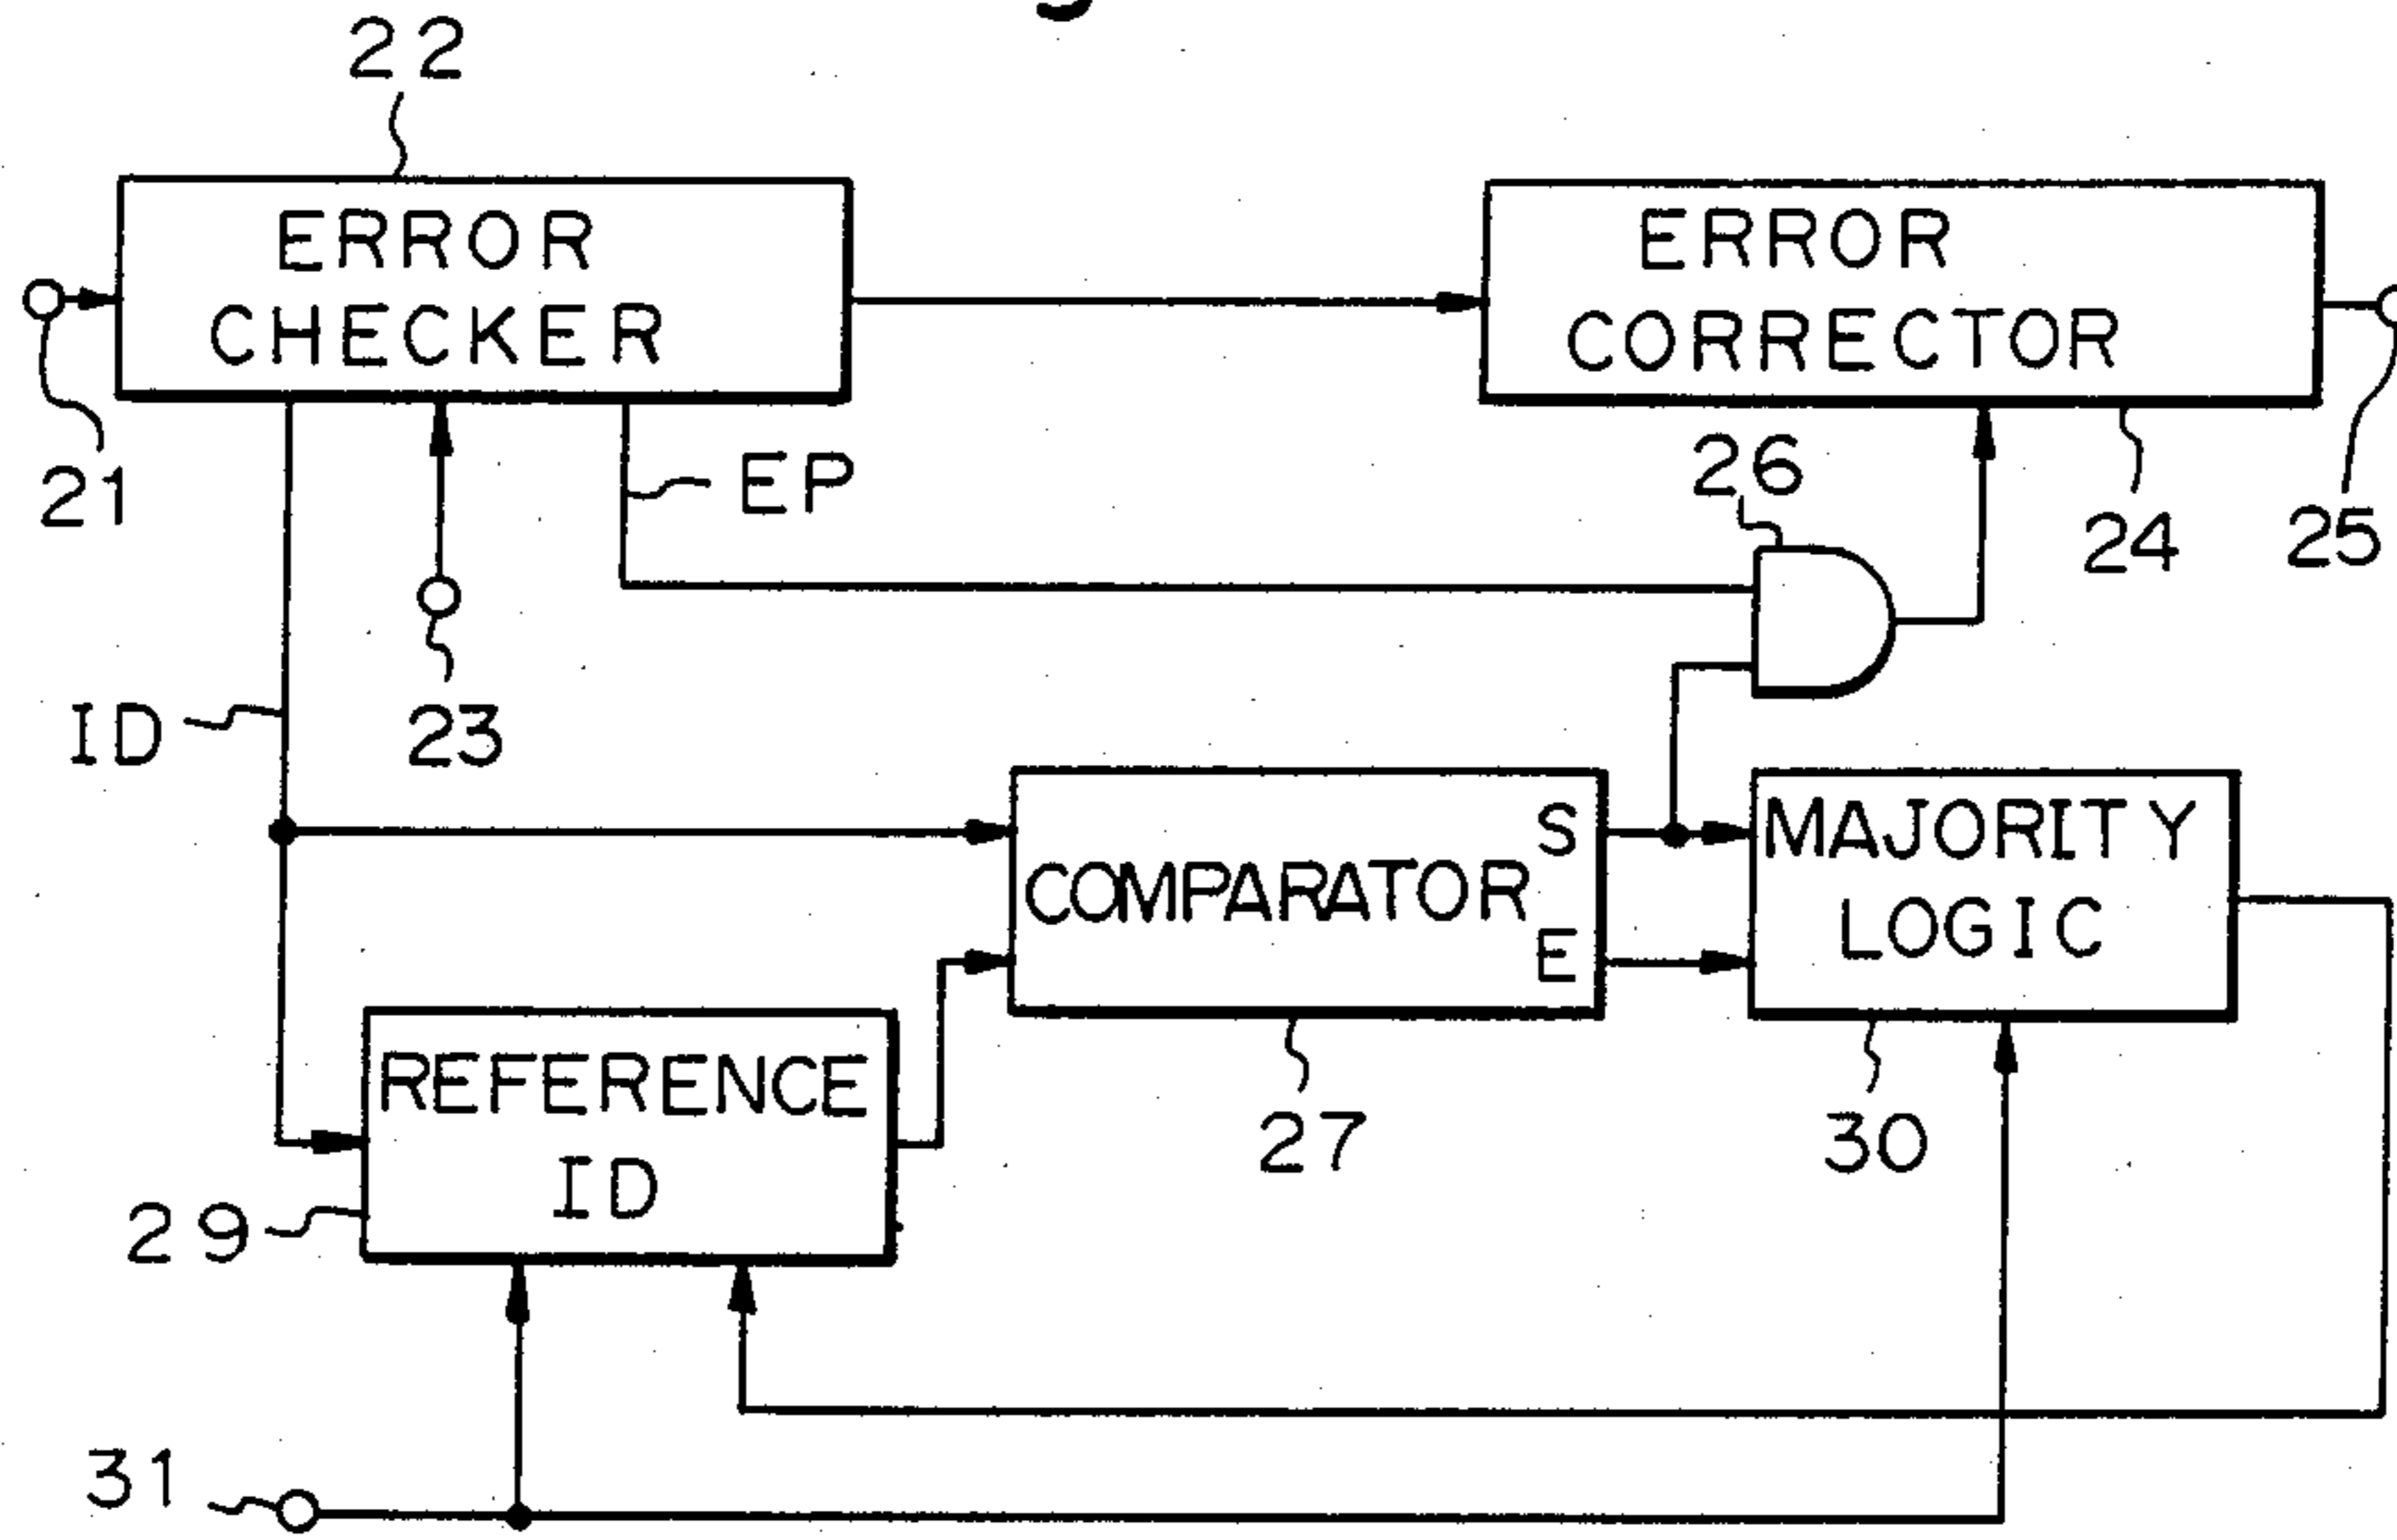 22
ERROR
CHECKER
ERROR
CORRECTOR
21
EP
26
24
25
23
ID
COMPARATOR
S
E
MAJORITY
LOGIC
REFERENCE
ID
27
30
29
31